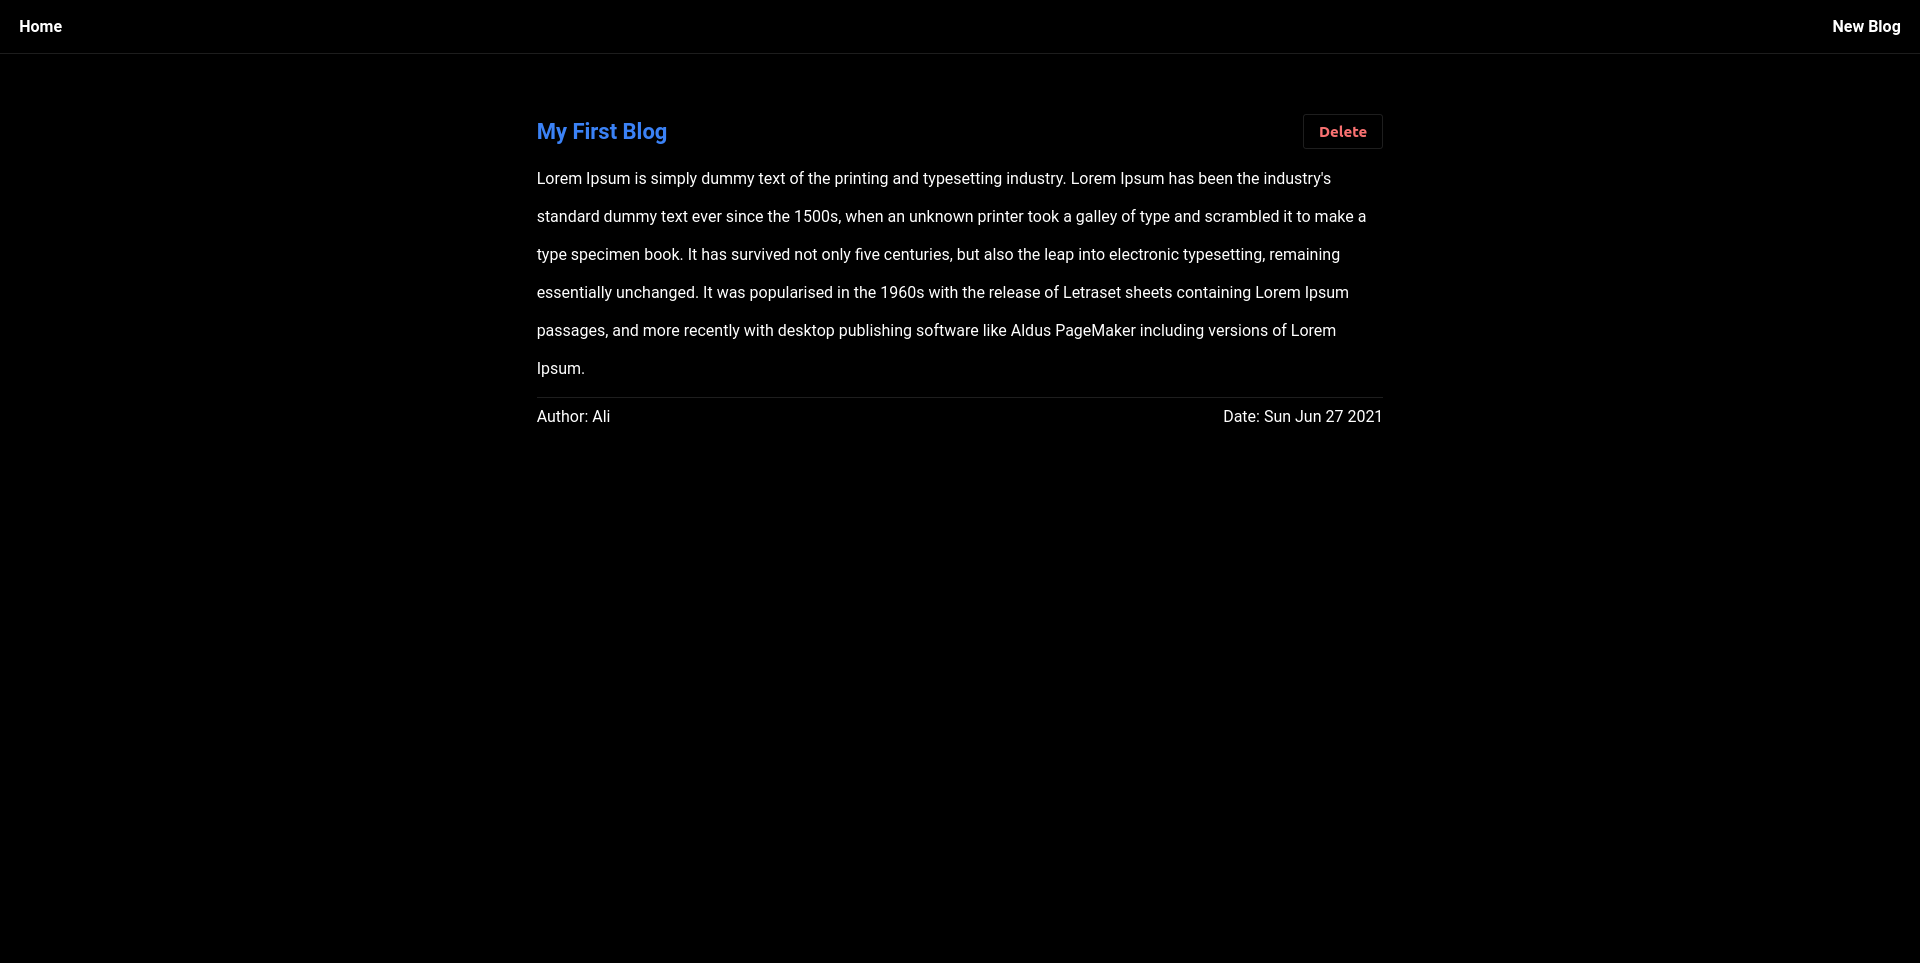 Home New Blog
My First Blog Delete
Lorem Ipsum is simply dummy text of the printing and typesetting industry. Lorem Ipsum has been the industry's
standard dummy text ever since the 1500s, when an unknown printer took a galley of type and scrambled it to make a
type specimen book. It has survived not only five centuries, but also the leap into electronic typesetting, remaining
essentially unchanged. It was popularised in the 1960s with the release of Letraset sheets containing Lorem Ipsum
passages, and more recently with desktop publishing software like Aldus PageMaker including versions of Lorem
Ipsum.
Author: Ali Date: Sun Jun 27 2021